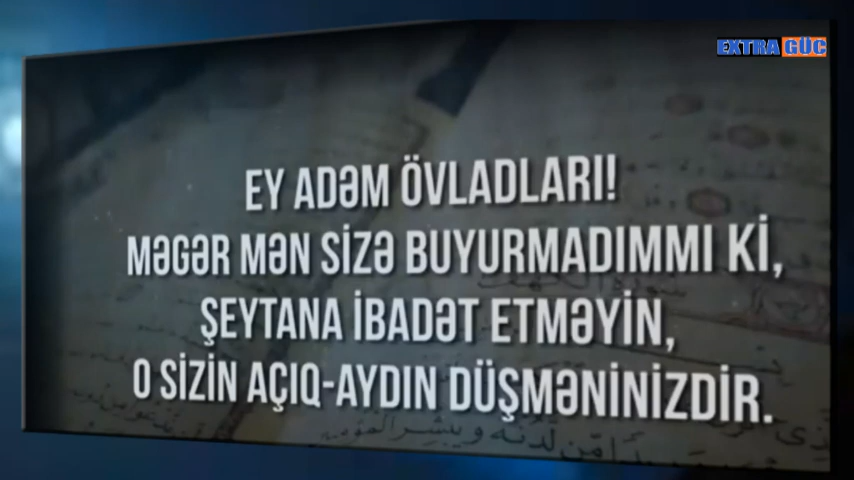 EXTRA GÜC
EY ADƏM ÖVLADLARI!
MƏGƏR MƏN SİZƏ BUYURMADIMMI Kİ,
ŞEYTANA İBADƏT ETMƏYİN,
O SİZİN AÇIQ-AYDIN DÜŞMƏNİNİZDİR.